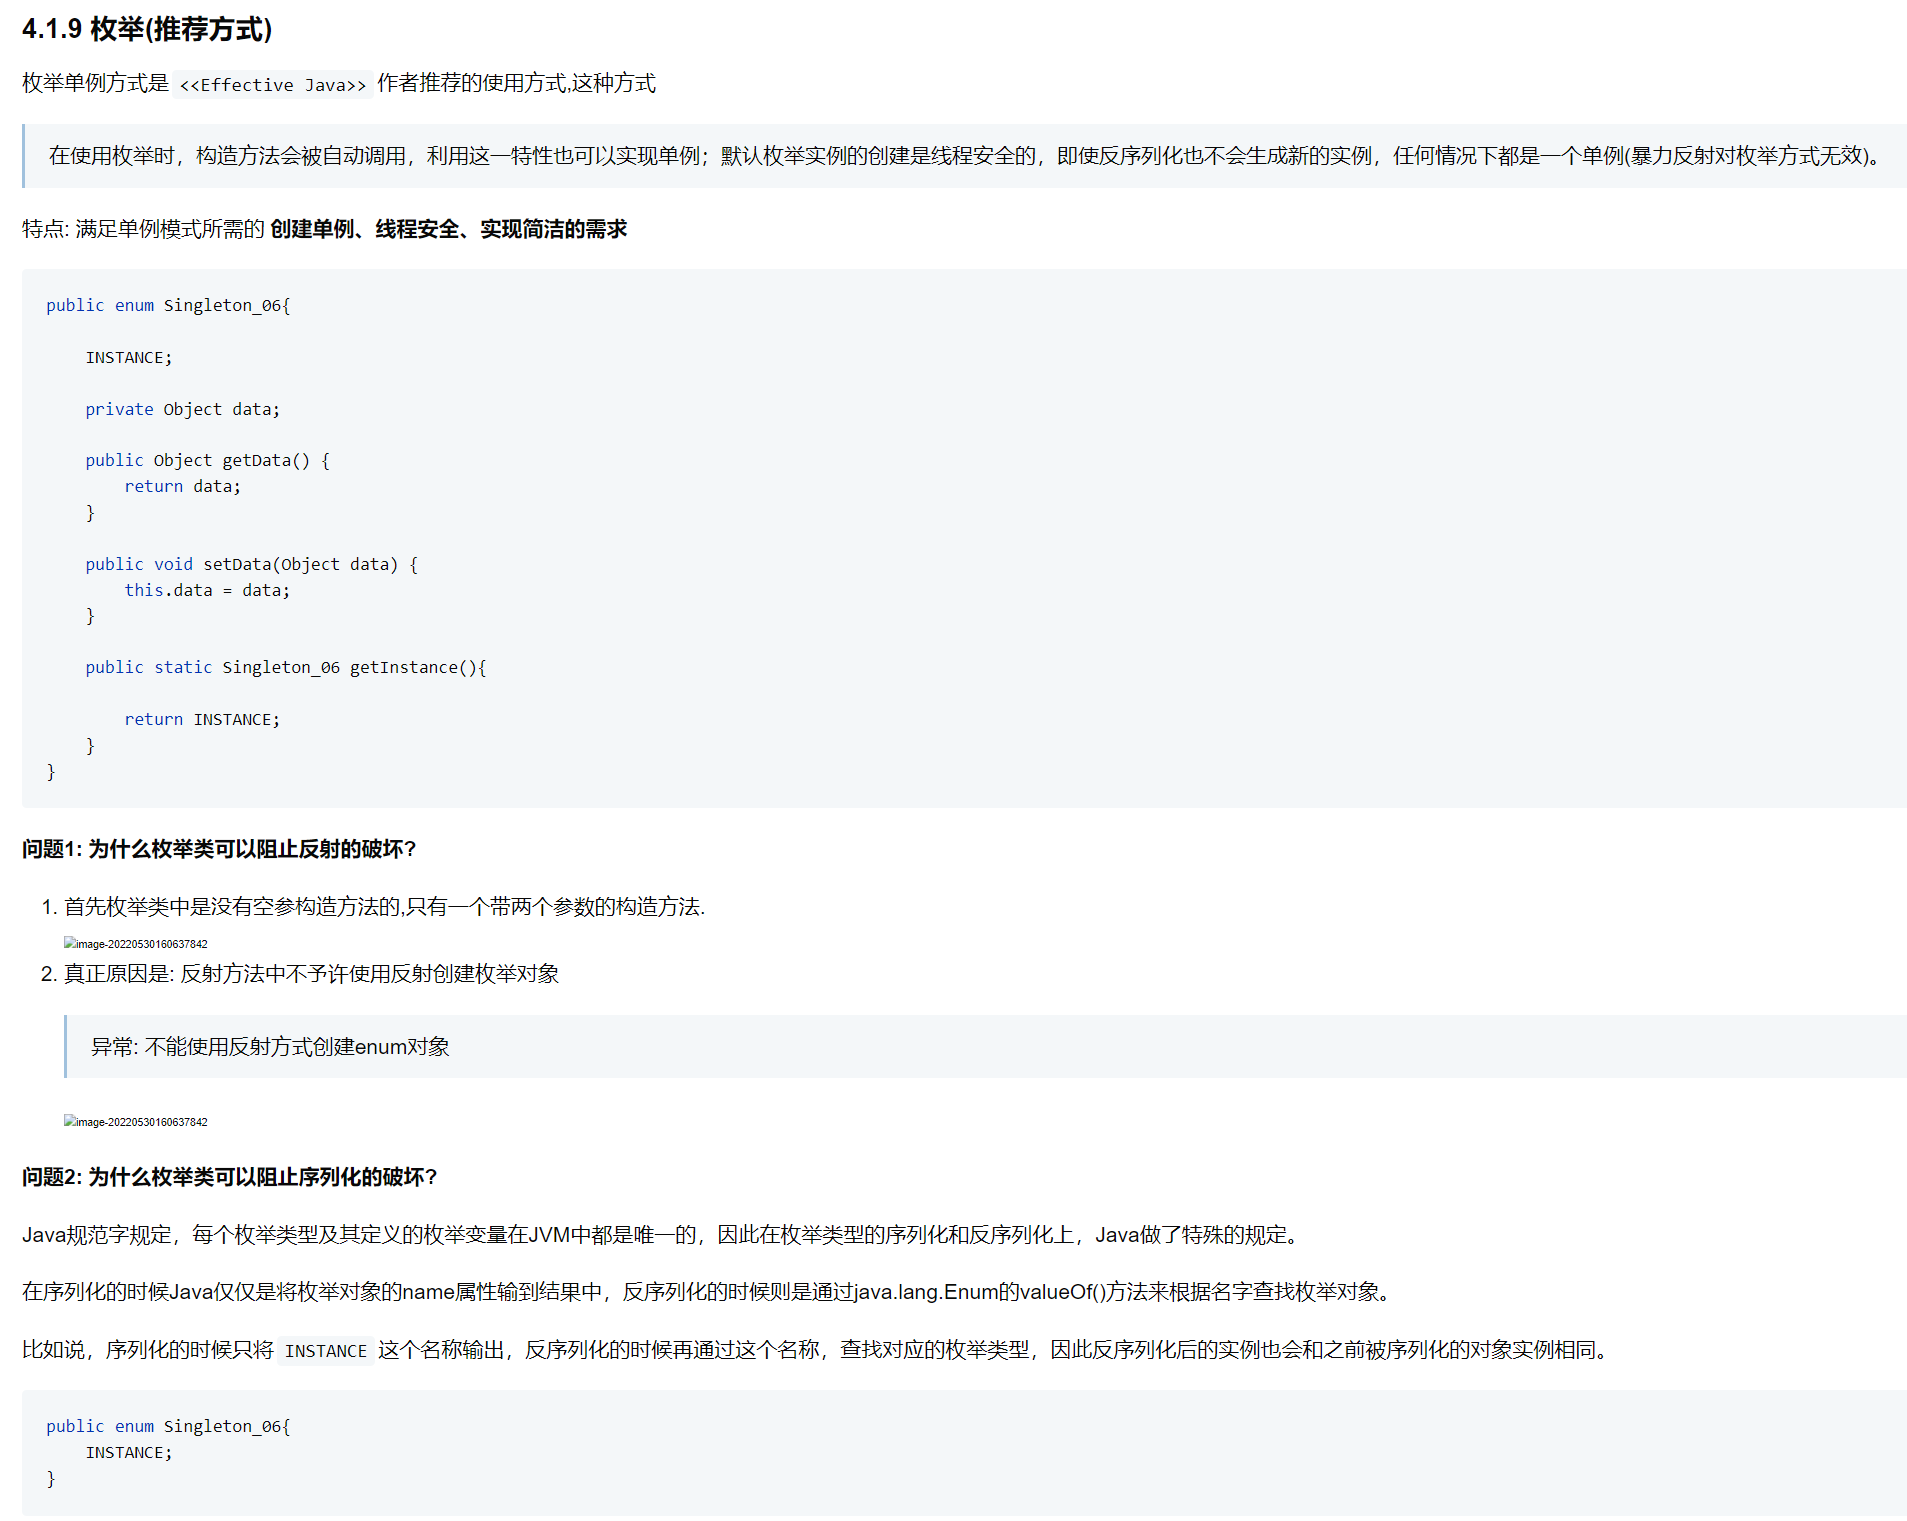 4.1.9 枚举(推荐方式)
枚举单例方式是 <<Effective Java>> 作者推荐的使用方式,这种方式
在使用枚举时，构造方法会被自动调用，利用这一特性也可以实现单例；默认枚举实例的创建是线程安全的，即使反序列化也不会生成新的实例，任何情况下都是一个单例(暴力反射对枚举方式无效)。
特点: 满足单例模式所需的 创建单例、线程安全、实现简洁的需求
public enum Singleton_06{
    INSTANCE;
    private Object data;
    public Object getData() {
        return data;
    }
    public void setData(Object data) {
        this.data = data;
    }
    public static Singleton_06 getInstance(){
        return INSTANCE;
    }
}
问题1: 为什么枚举类可以阻止反射的破坏?
1. 首先枚举类中是没有空参构造方法的,只有一个带两个参数的构造方法.
image-20220530160637842
2. 真正原因是: 反射方法中不予许使用反射创建枚举对象
异常: 不能使用反射方式创建enum对象
image-20220530160637842
问题2: 为什么枚举类可以阻止序列化的破坏?
Java规范字规定，每个枚举类型及其定义的枚举变量在JVM中都是唯一的，因此在枚举类型的序列化和反序列化上，Java做了特殊的规定。
在序列化的时候Java仅仅是将枚举对象的name属性输到结果中，反序列化的时候则是通过java.lang.Enum的valueOf()方法来根据名字查找枚举对象。
比如说，序列化的时候只将 INSTANCE 这个名称输出，反序列化的时候再通过这个名称，查找对应的枚举类型，因此反序列化后的实例也会和之前被序列化的对象实例相同。
public enum Singleton_06{
    INSTANCE;
}